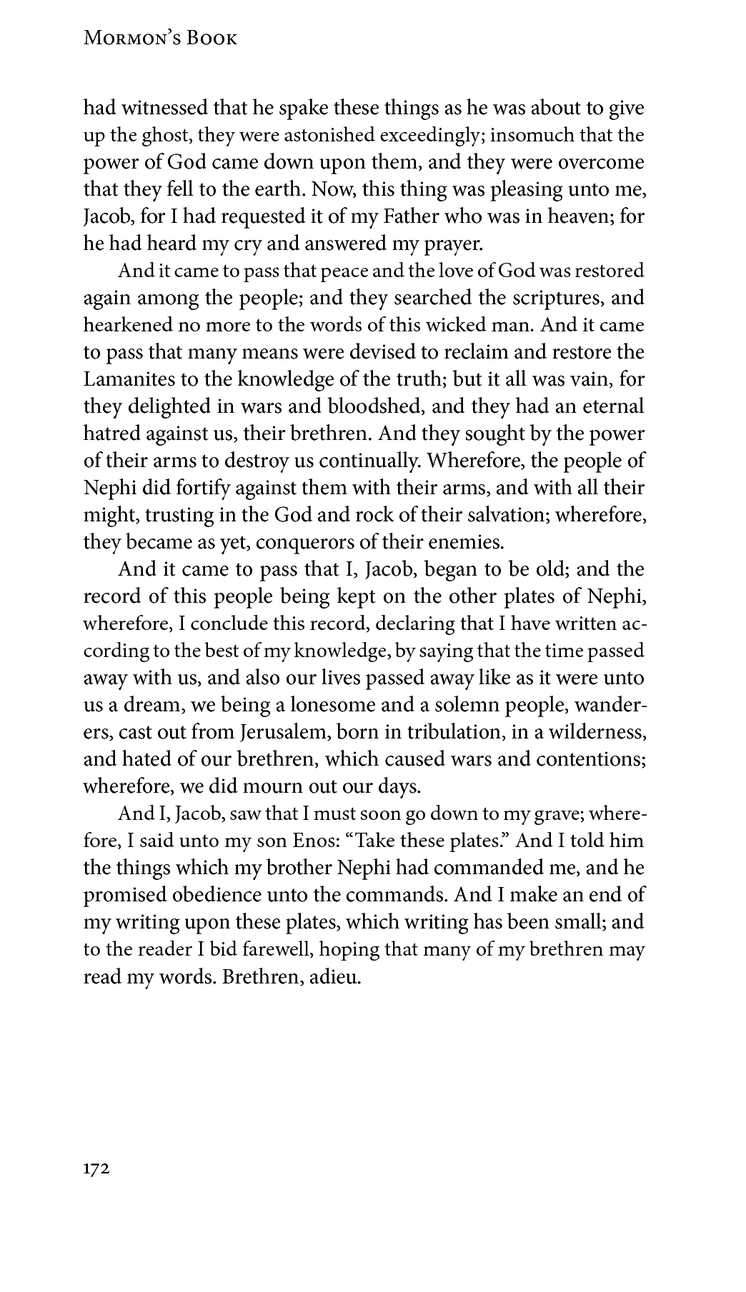 Mormon’s Book
had witnessed that he spake these things as he was about to give
up the ghost, they were astonished exceedingly; insomuch that the
power of God came down upon them, and they were overcome
that they fell to the earth. Now, this thing was pleasing unto me,
Jacob, for I had requested it of my Father who was in heaven; for
he had heard my cry and answered my prayer.
And it came to pass that peace and the love of God was restored
again among the people; and they searched the scriptures, and
hearkened no more to the words of this wicked man. And it came
to pass that many means were devised to reclaim and restore the
Lamanites to the knowledge of the truth; but it all was vain, for
they delighted in wars and bloodshed, and they had an eternal
hatred against us, their brethren. And they sought by the power
of their arms to destroy us continually. Wherefore, the people of
Nephi did fortify against them with their arms, and with all their
might, trusting in the God and rock of their salvation; wherefore,
they became as yet, conquerors of their enemies.
And it came to pass that I, Jacob, began to be old; and the
record of this people being kept on the other plates of Nephi,
wherefore, I conclude this record, declaring that I have written ac-
cording to the best of my knowledge, by saying that the time passed
away with us, and also our lives passed away like as it were unto
us a dream, we being a lonesome and a solemn people, wander-
ers, cast out from Jerusalem, born in tribulation, in a wilderness,
and hated of our brethren, which caused wars and contentions;
wherefore, we did mourn out our days.
And I, Jacob, saw that I must soon go down to my grave; where-
fore, I said unto my son Enos: “Take these plates.” And I told him
the things which my brother Nephi had commanded me, and he
promised obedience unto the commands. And I make an end of
my writing upon these plates, which writing has been small; and
to the reader I bid farewell, hoping that many of my brethren may
read my words. Brethren, adieu.
172